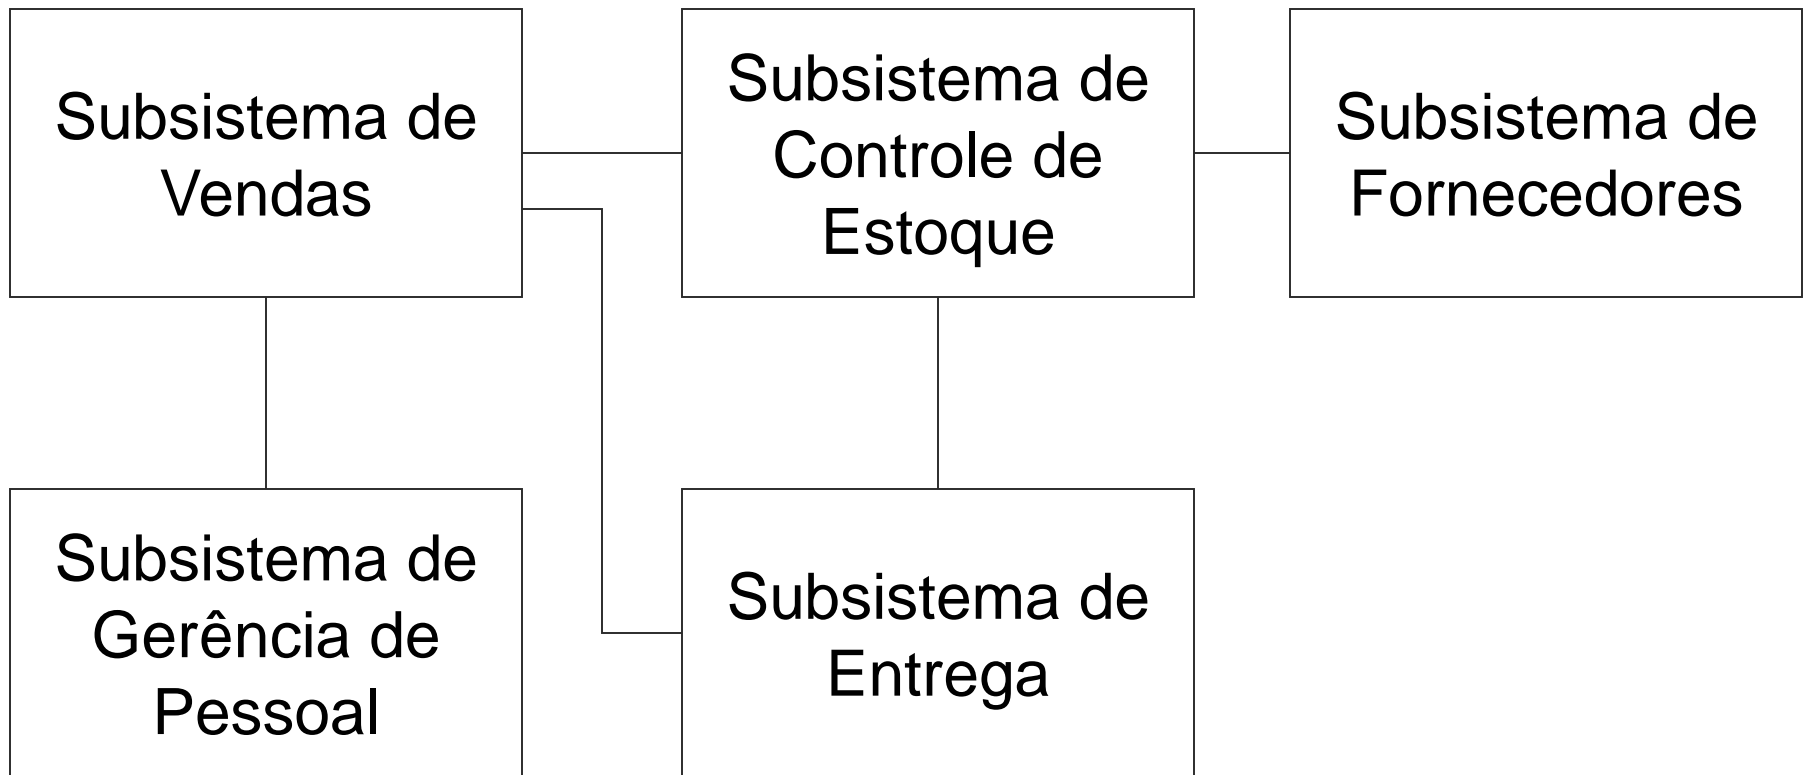 Subsistema de
Vendas
Subsistema de
Controle de
Estoque
Subsistema de
Fornecedores
Subsistema de
Gerência de
Pessoal
Subsistema de
Entrega